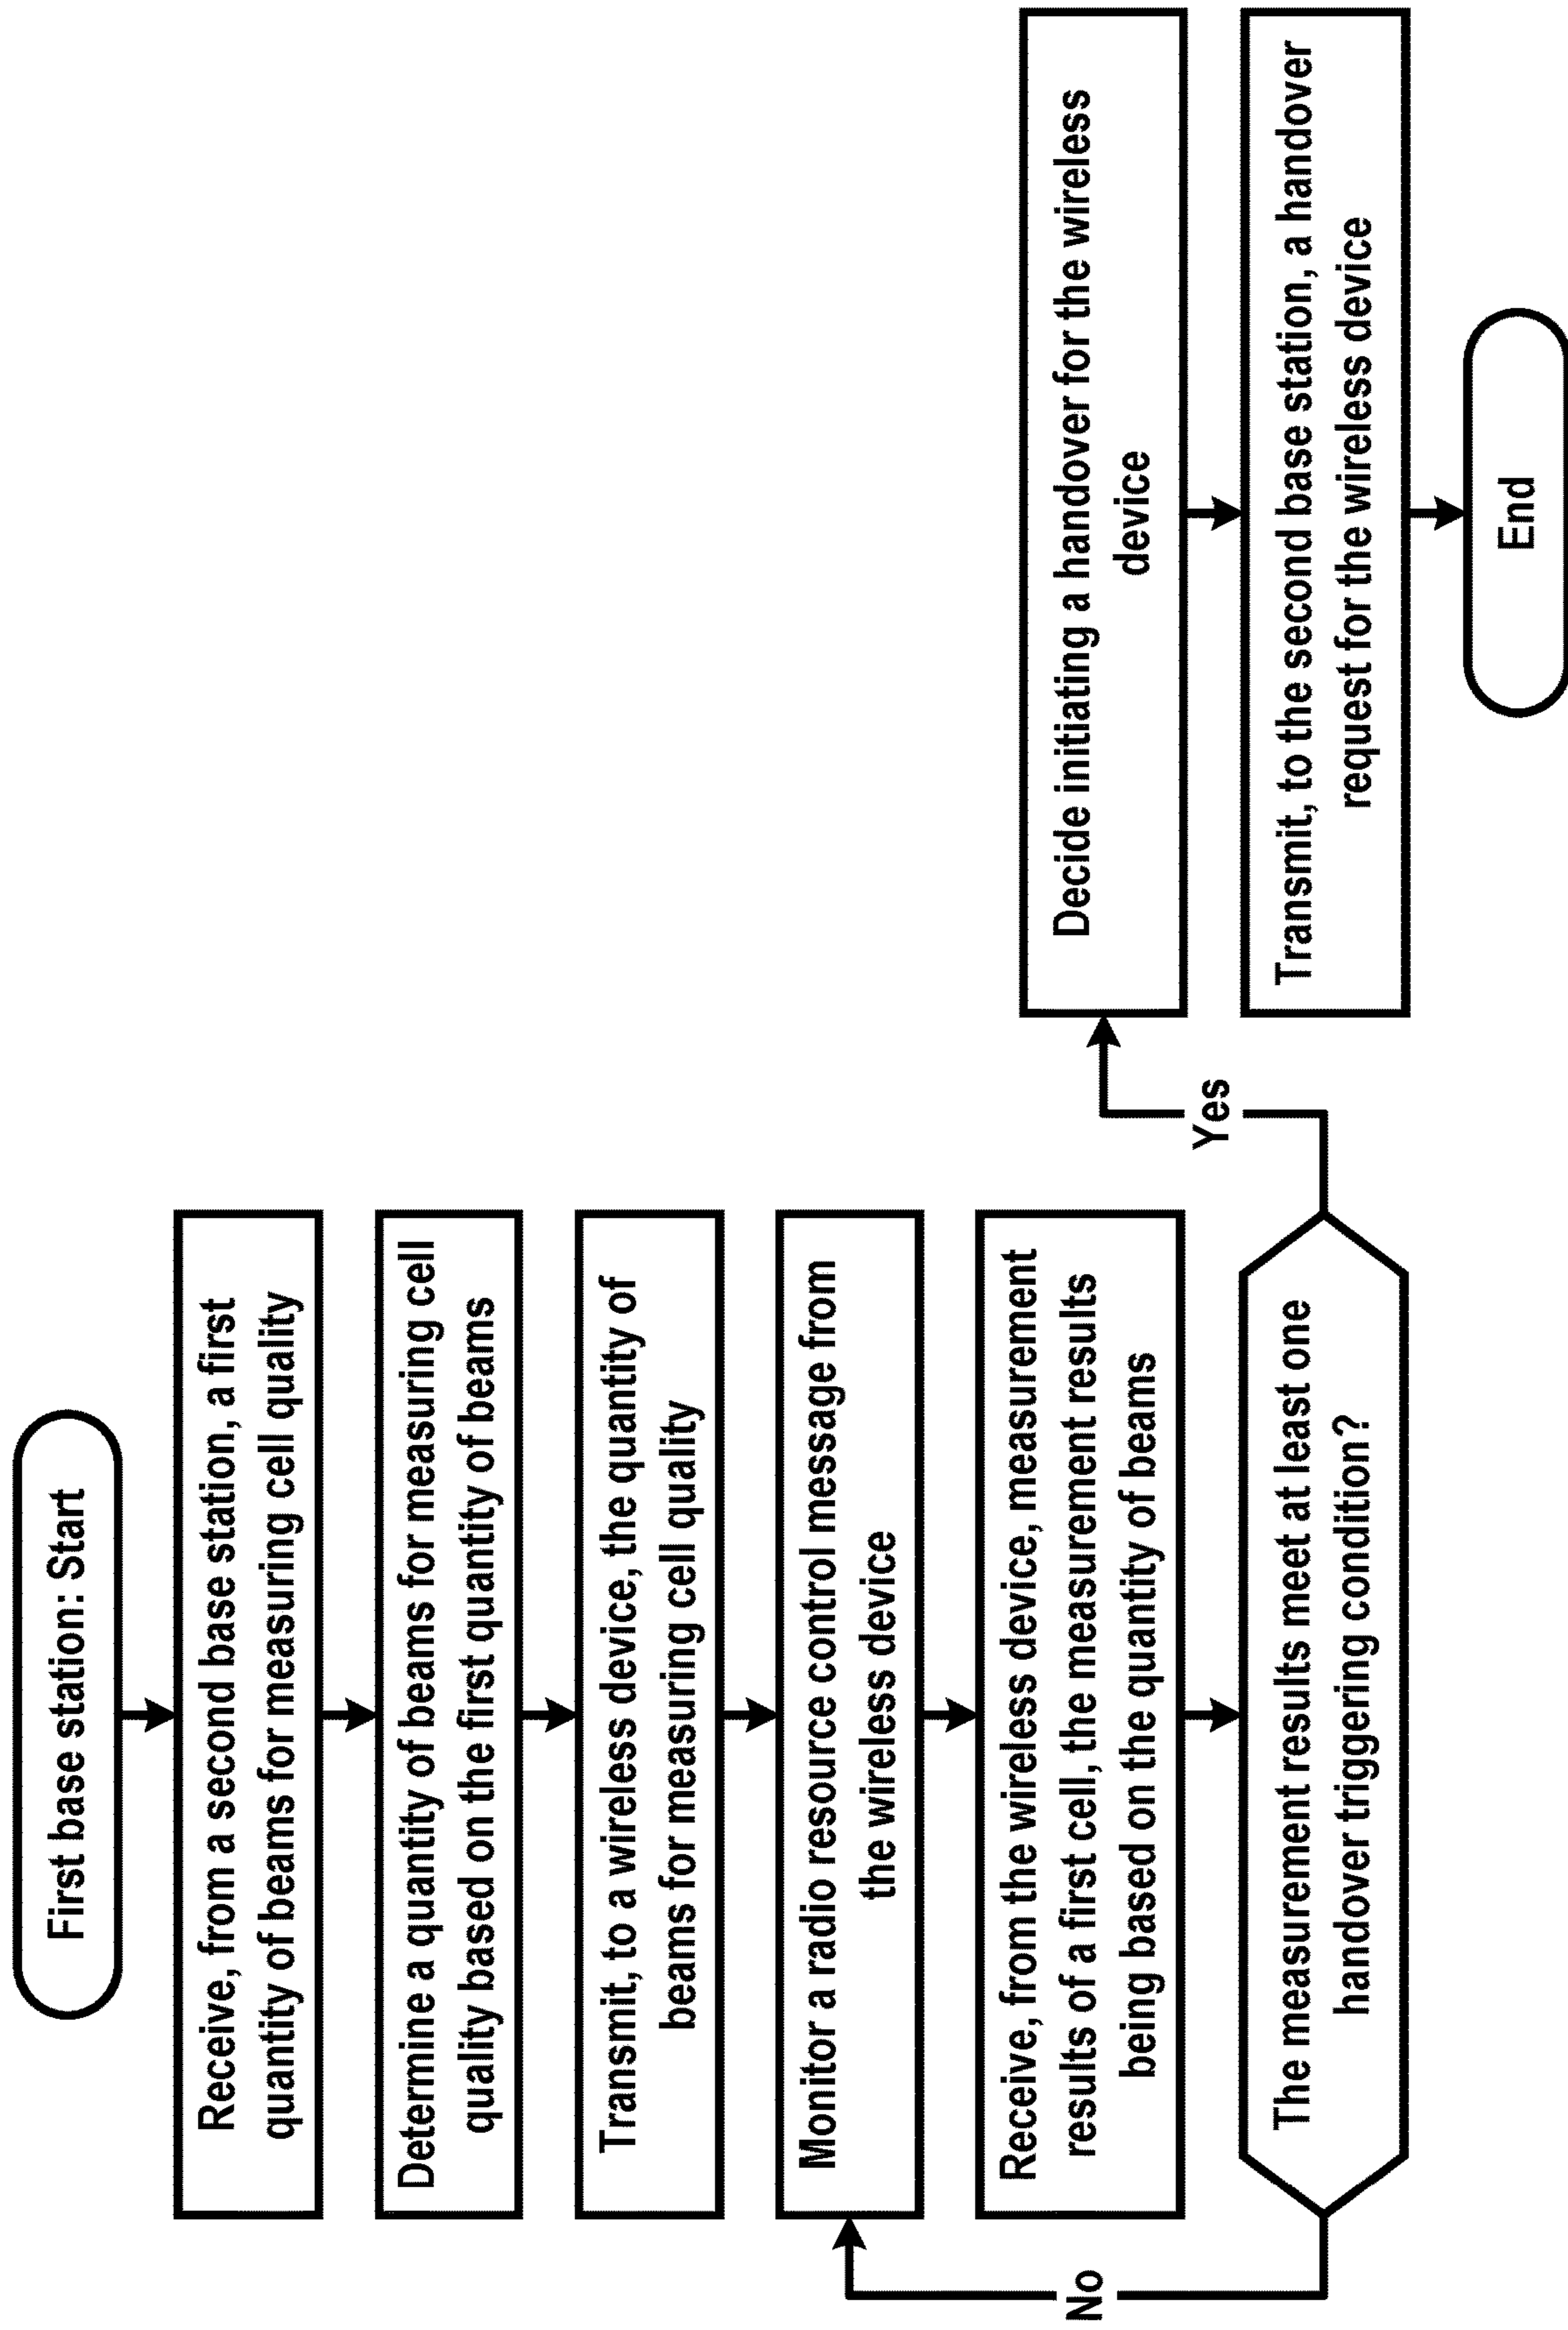 First base station: Start
Receive, from a second base station, a first
quantity of beams for measuring cell quality
Determine a quantity of beams for measuring cell
quality based on the first quantity of beams
Transmit, to a wireless device, the quantity of
beams for measuring cell quality
Monitor a radio resource control message from
the wireless device
Receive, from the wireless device, measurement
results of a first cell, the measurement results
being based on the quantity of beams
The measurement results meet at least one
handover triggering condition?
No
Yes
Decide initiating a handover for the wireless
device
Transmit, to the second base station, a handover
request for the wireless device
End